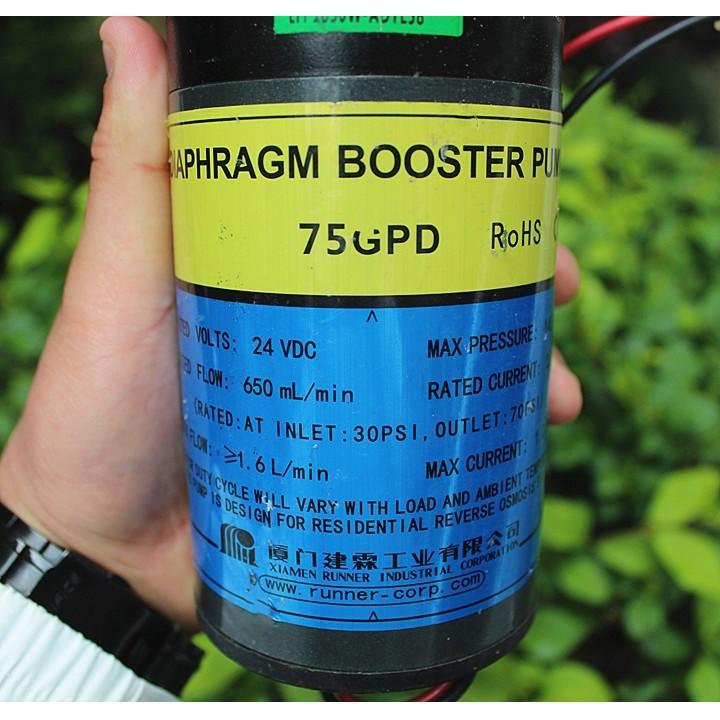 BOOSTER
75GPD RoHS
VOLTS: 24 VDC MAX PRESSURE:
FLOW: 650 mL/min RATED CURRENT:
(RATED:AT INLET:30PSI, OUTLET:70PSI
FLOW: ≥1.6L/min MAX CURRENT:
DUTY CYCLE WILL VARY WITH LOAD AND AMBIENT
PUMP IS DESIGN FOR RESIDENTIAL REVERSE OSMOSIS
厦门建霖工业有限公司
XIAMEN RUNNER INDUSTRIAL CORPORATION
www.runner-corp.com